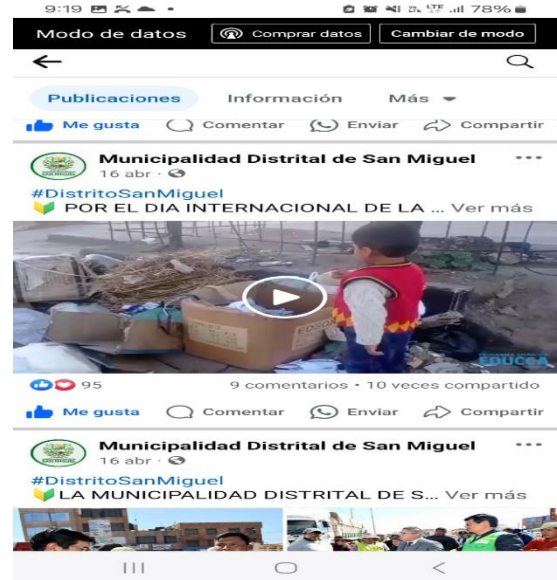 9:19 LTE 78%
Modo de datos Comprar datos Cambiar de modo
Publicaciones Información Más
Me gusta Comentar Enviar Compartir
Municipalidad Distrital de San Miguel
16 abr
#DistritoSanMiguel
POR EL DIA INTERNACIONAL DE LA ... Ver más
EDUCCA
95 9 comentarios • 10 veces compartido
Me gusta Comentar Enviar Compartir
Municipalidad Distrital de San Miguel
16 abr
#DistritoSanMiguel
LA MUNICIPALIDAD DISTRITAL DE S... Ver más